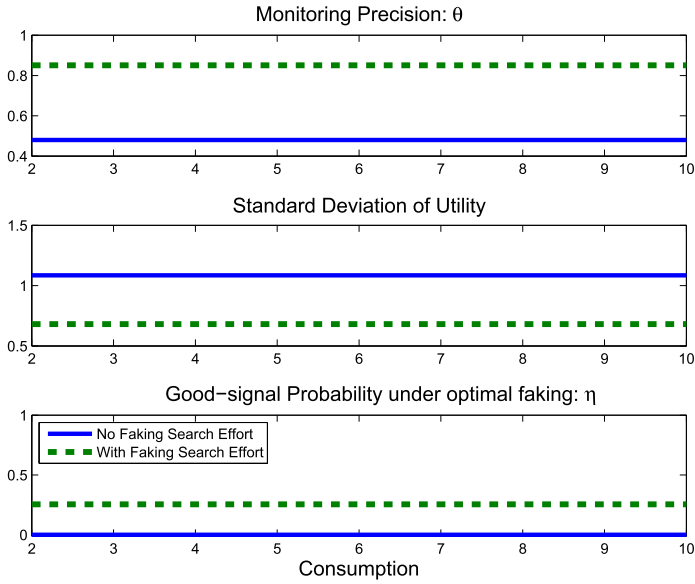 Monitoring Precision: θ
1
0.8
0.6
0.4
2 3 4 5 6 7 8 9 10
Standard Deviation of Utility
1.5
1
0.5
2 3 4 5 6 7 8 9 10
Good−signal Probability under optimal faking: η
1
No Faking Search Effort
With Faking Search Effort
0.5
0
2 3 4 5 6 7 8 9 10
Consumption